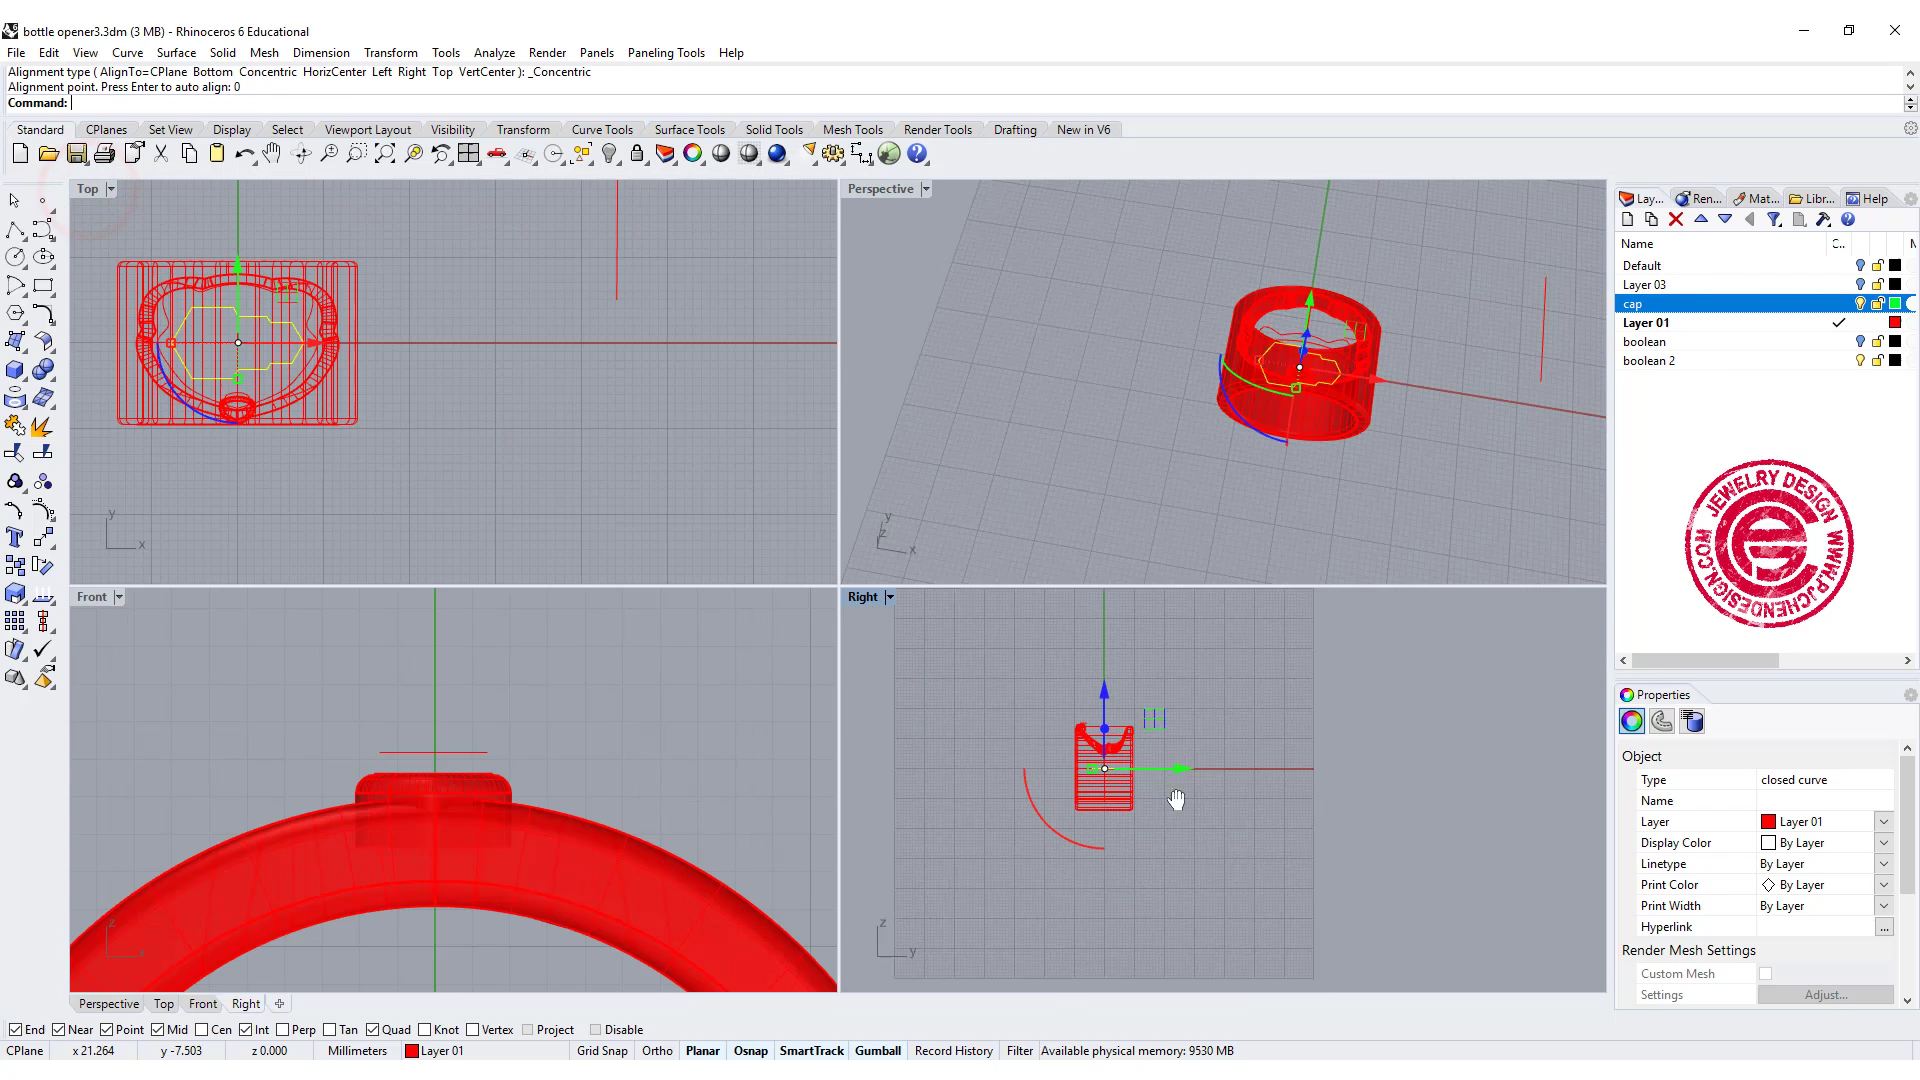 bottle opener3.3dm (3 MB) - Rhinoceros 6 Educational
File Edit View Curve Surface Solid Mesh Dimension Transform Tools Analyze Render Panels Paneling Tools Help
Alignment type ( AlignTo=CPlane Bottom Concentric HorizCenter Left Right Top VertCenter ): _Concentric
Alignment point. Press Enter to auto align: 0
Command:
Standard CPlanes Set View Display Select Viewport Layout Visibility Transform Curve Tools Surface Tools Solid Tools Mesh Tools Render Tools Drafting New in V6
Top
Perspective
Lay... Ren... Mat... Libr... Help
Name C.. M
Default
Layer 03
cap
Layer 01
boolean
boolean 2
y
x
y
z
x
JEWELRY DESIGN WWW.PJCHENDESIGN.COM
Front
Right
z
x
z
y
Properties
Object
Type closed curve
Name
Layer Layer 01
Display Color By Layer
Linetype By Layer
Print Color By Layer
Print Width By Layer
Hyperlink ...
Render Mesh Settings
Custom Mesh
Settings Adjust...
Perspective Top Front Right
End Near Point Mid Cen Int Perp Tan Quad Knot Vertex Project Disable
CPlane x 21.264 y -7.503 z 0.000 Millimeters Layer 01 Grid Snap Ortho Planar Osnap SmartTrack Gumball Record History Filter Available physical memory: 9530 MB